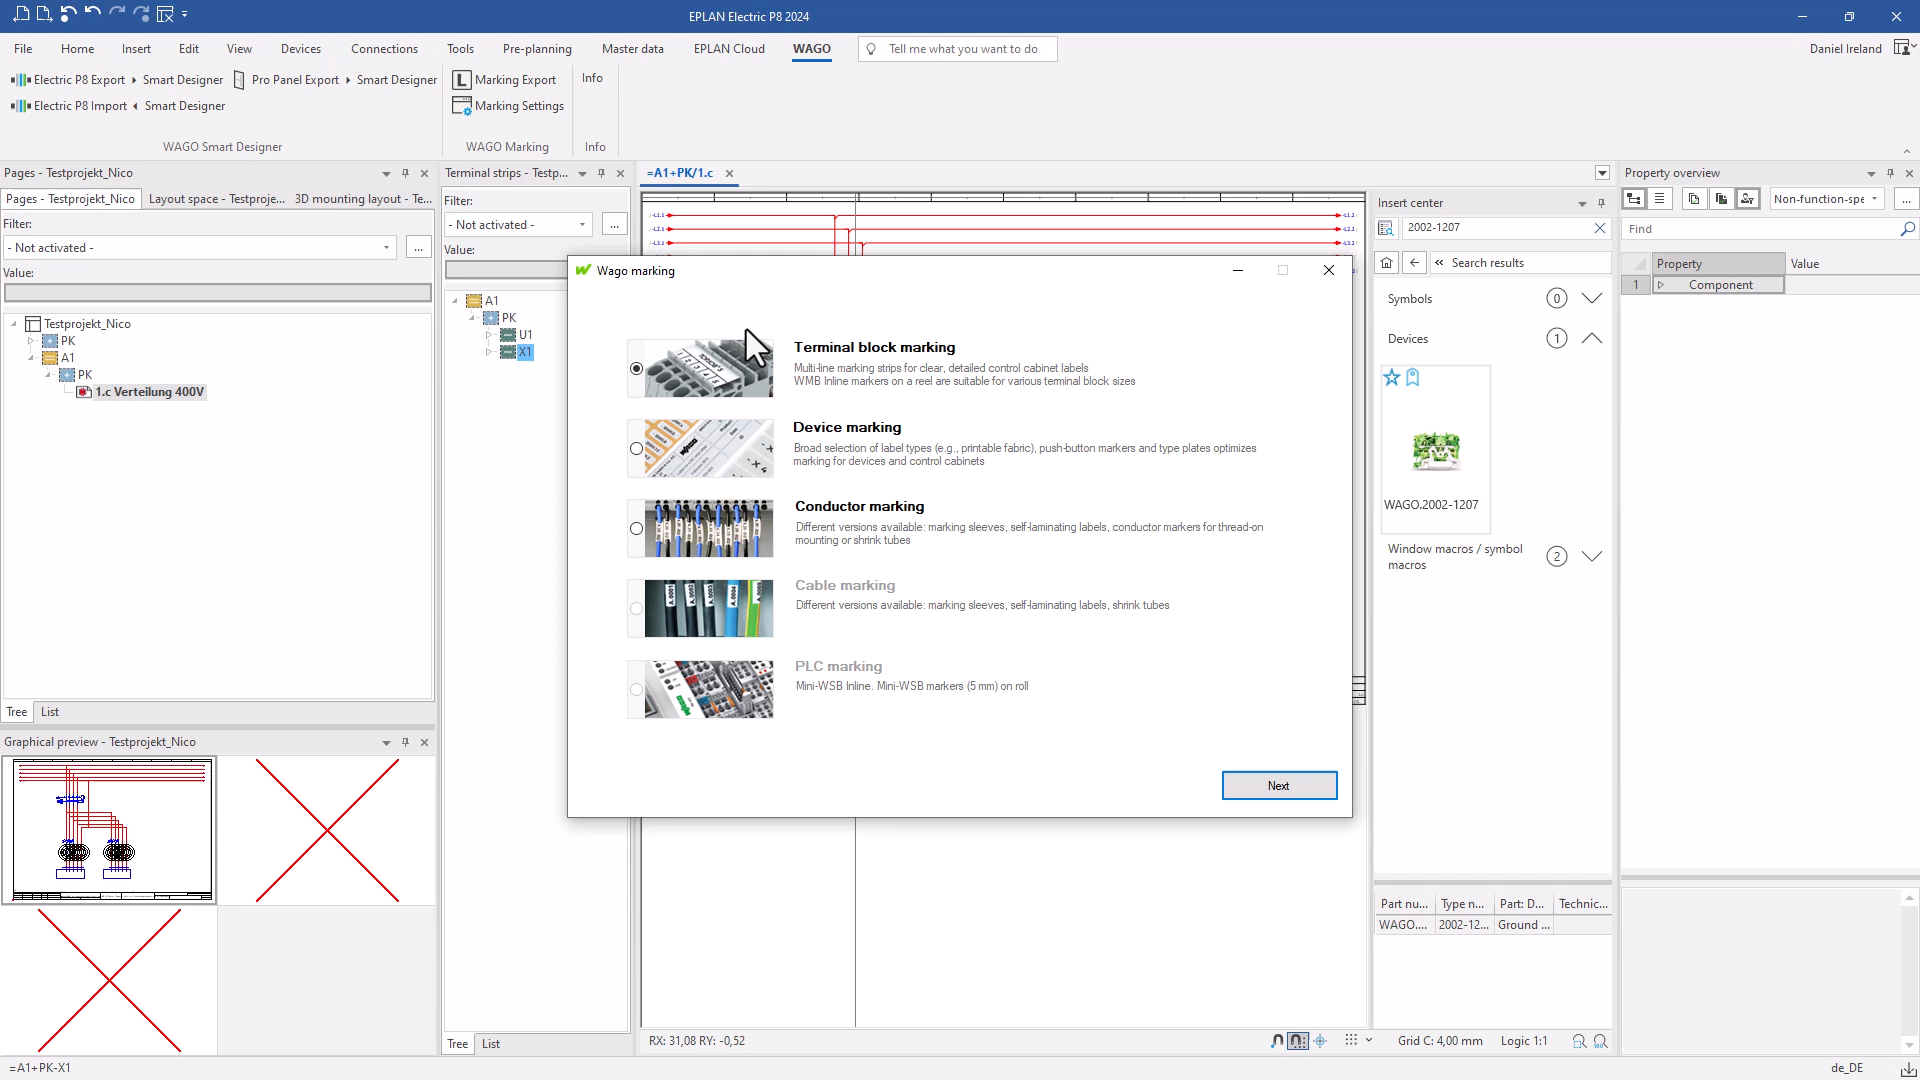 EPLAN Electric P8 2024
File Home Insert Edit View Devices Connections Tools Pre-planning Master data EPLAN Cloud WAGO Tell me what you want to do Daniel Ireland
Electric P8 Export Smart Designer Pro Panel Export Smart Designer Marking Export Info
Electric P8 Import Smart Designer Marking Settings
WAGO Smart Designer WAGO Marking Info
Pages - Testprojekt_Nico
Pages - Testprojekt_Nico Layout space - Testproje... 3D mounting layout - Te...
Filter:
- Not activated -
...
Value:
Testprojekt_Nico
PK
A1
PK
1.c Verteilung 400V
Tree List
Graphical preview - Testprojekt_Nico
Terminal strips - Testp...
Filter:
- Not activated -
...
Value:
A1
PK
U1
X1
Tree List
=A1+PK/1.c
Wago marking
Terminal block marking
Multi-line marking strips for clear, detailed control cabinet labels
WMB Inline markers on a reel are suitable for various terminal block sizes
Device marking
Broad selection of label types (e.g., printable fabric), push-button markers and type plates optimizes
marking for devices and control cabinets
Conductor marking
Different versions available: marking sleeves, self-laminating labels, conductor markers for thread-on
mounting or shrink tubes
Cable marking
Different versions available: marking sleeves, self-laminating labels, shrink tubes
PLC marking
Mini-WSB Inline. Mini-WSB markers (5 mm) on roll
Next
RX: 31,08 RY: -0,52
Grid C: 4,00 mm Logic 1:1
Insert center
2002-1207
« Search results
Symbols 0
Devices 1
WAGO.2002-1207
Window macros / symbol
macros
2
Part nu... Type n... Part: D... Technic...
WAGO.... 2002-12... Ground ...
Property overview
Non-function-spe
...
Find
Property Value
1 Component
=A1+PK-X1
de_DE